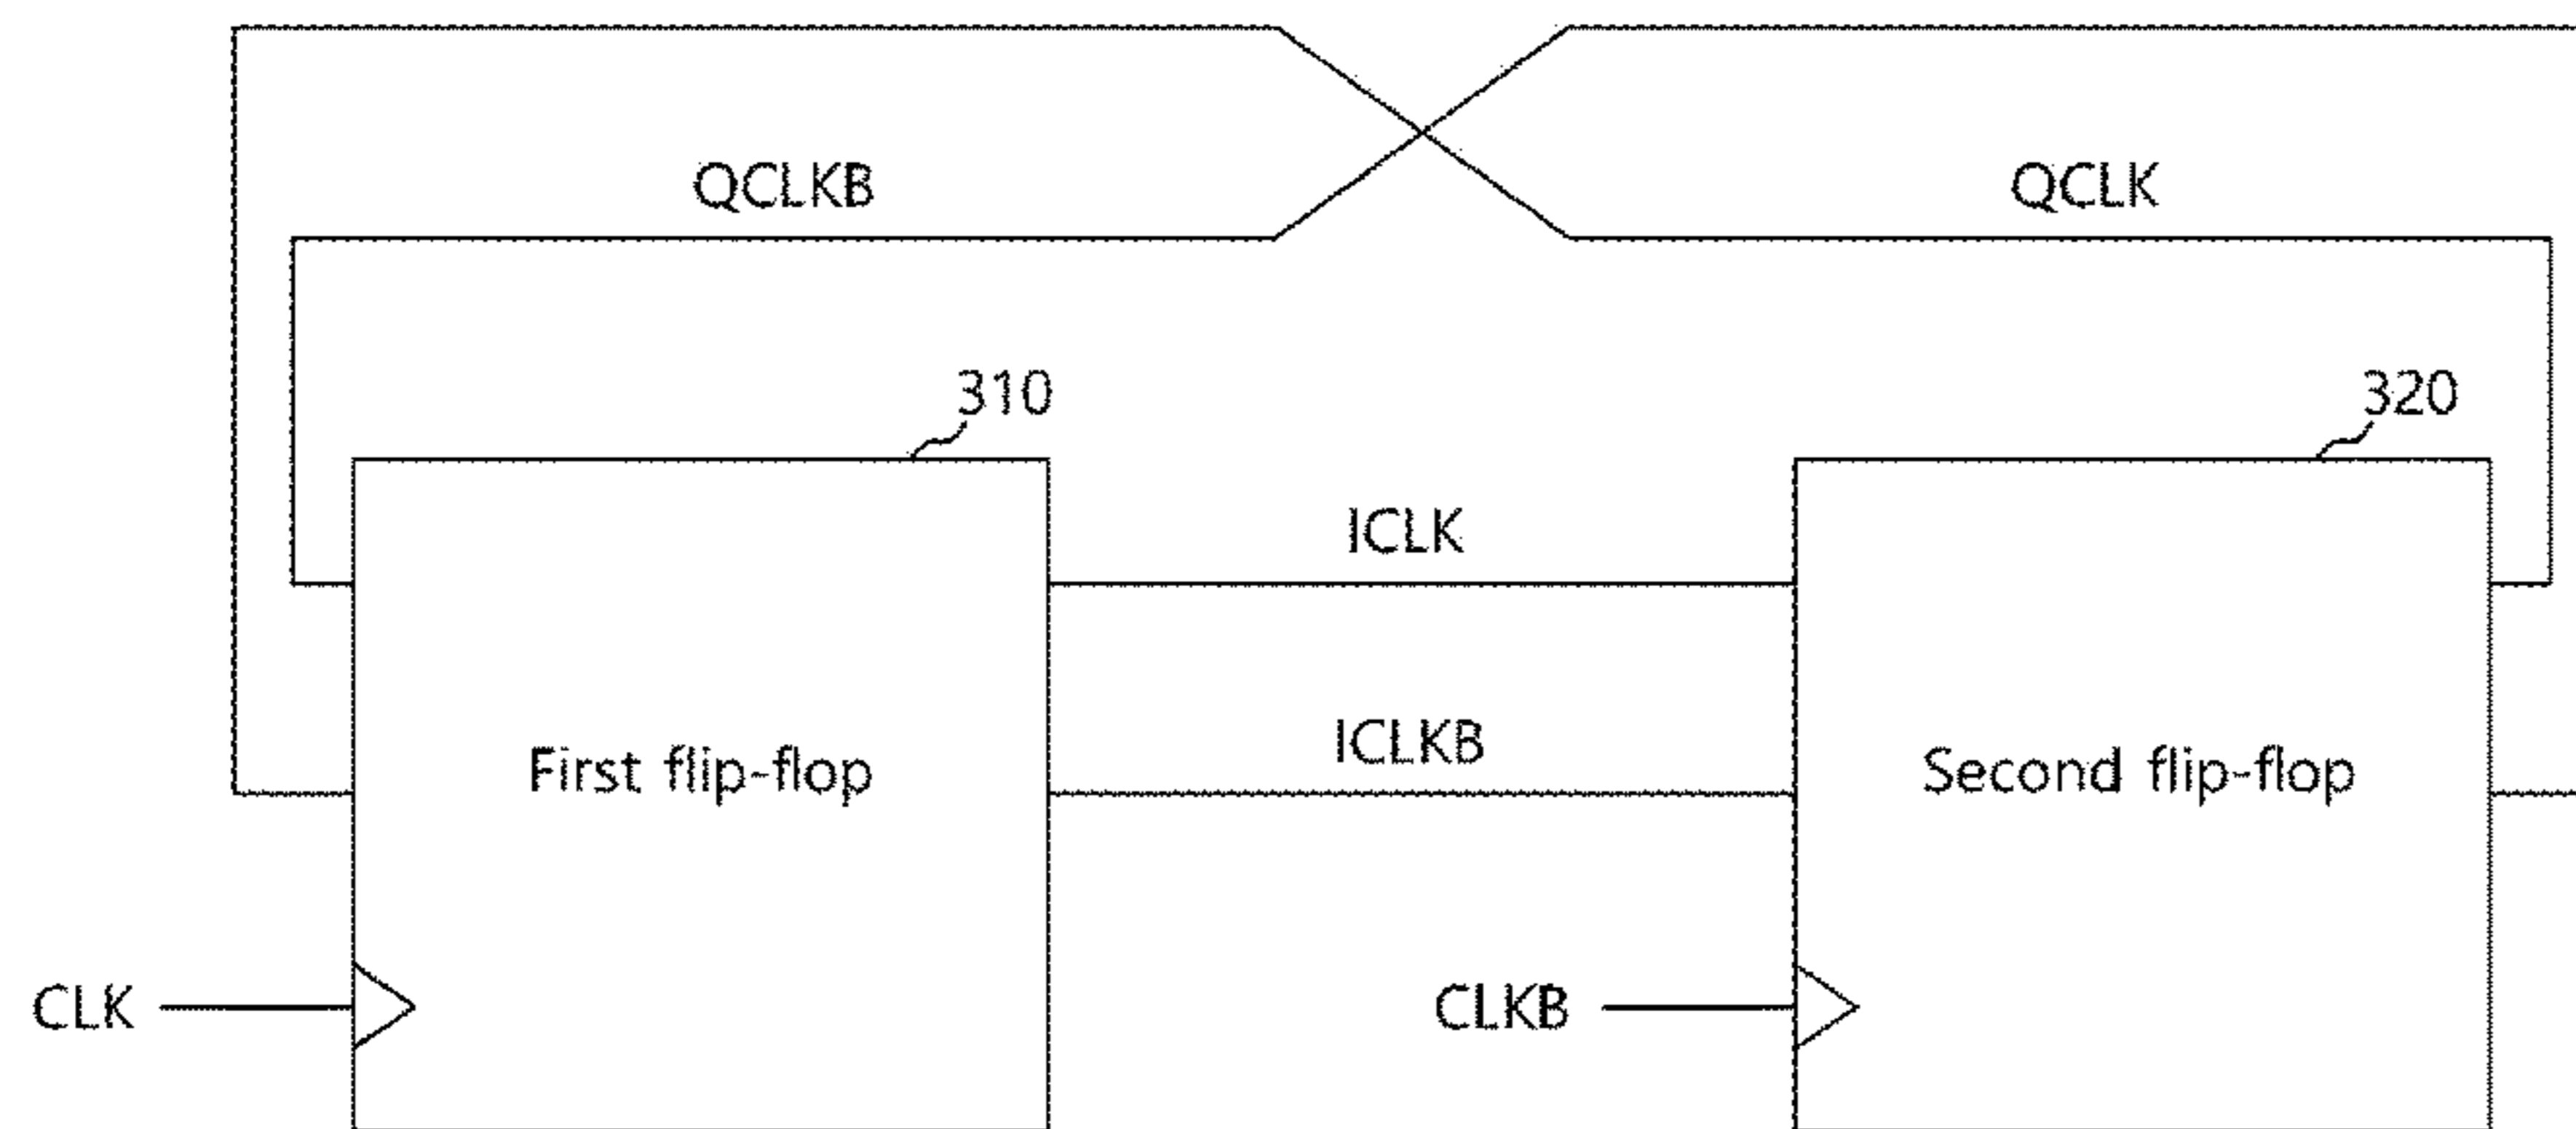 QCLKB
QCLK
310
320
ICLK
ICLKB
First flip-flop
Second flip-flop
CLK
CLKB